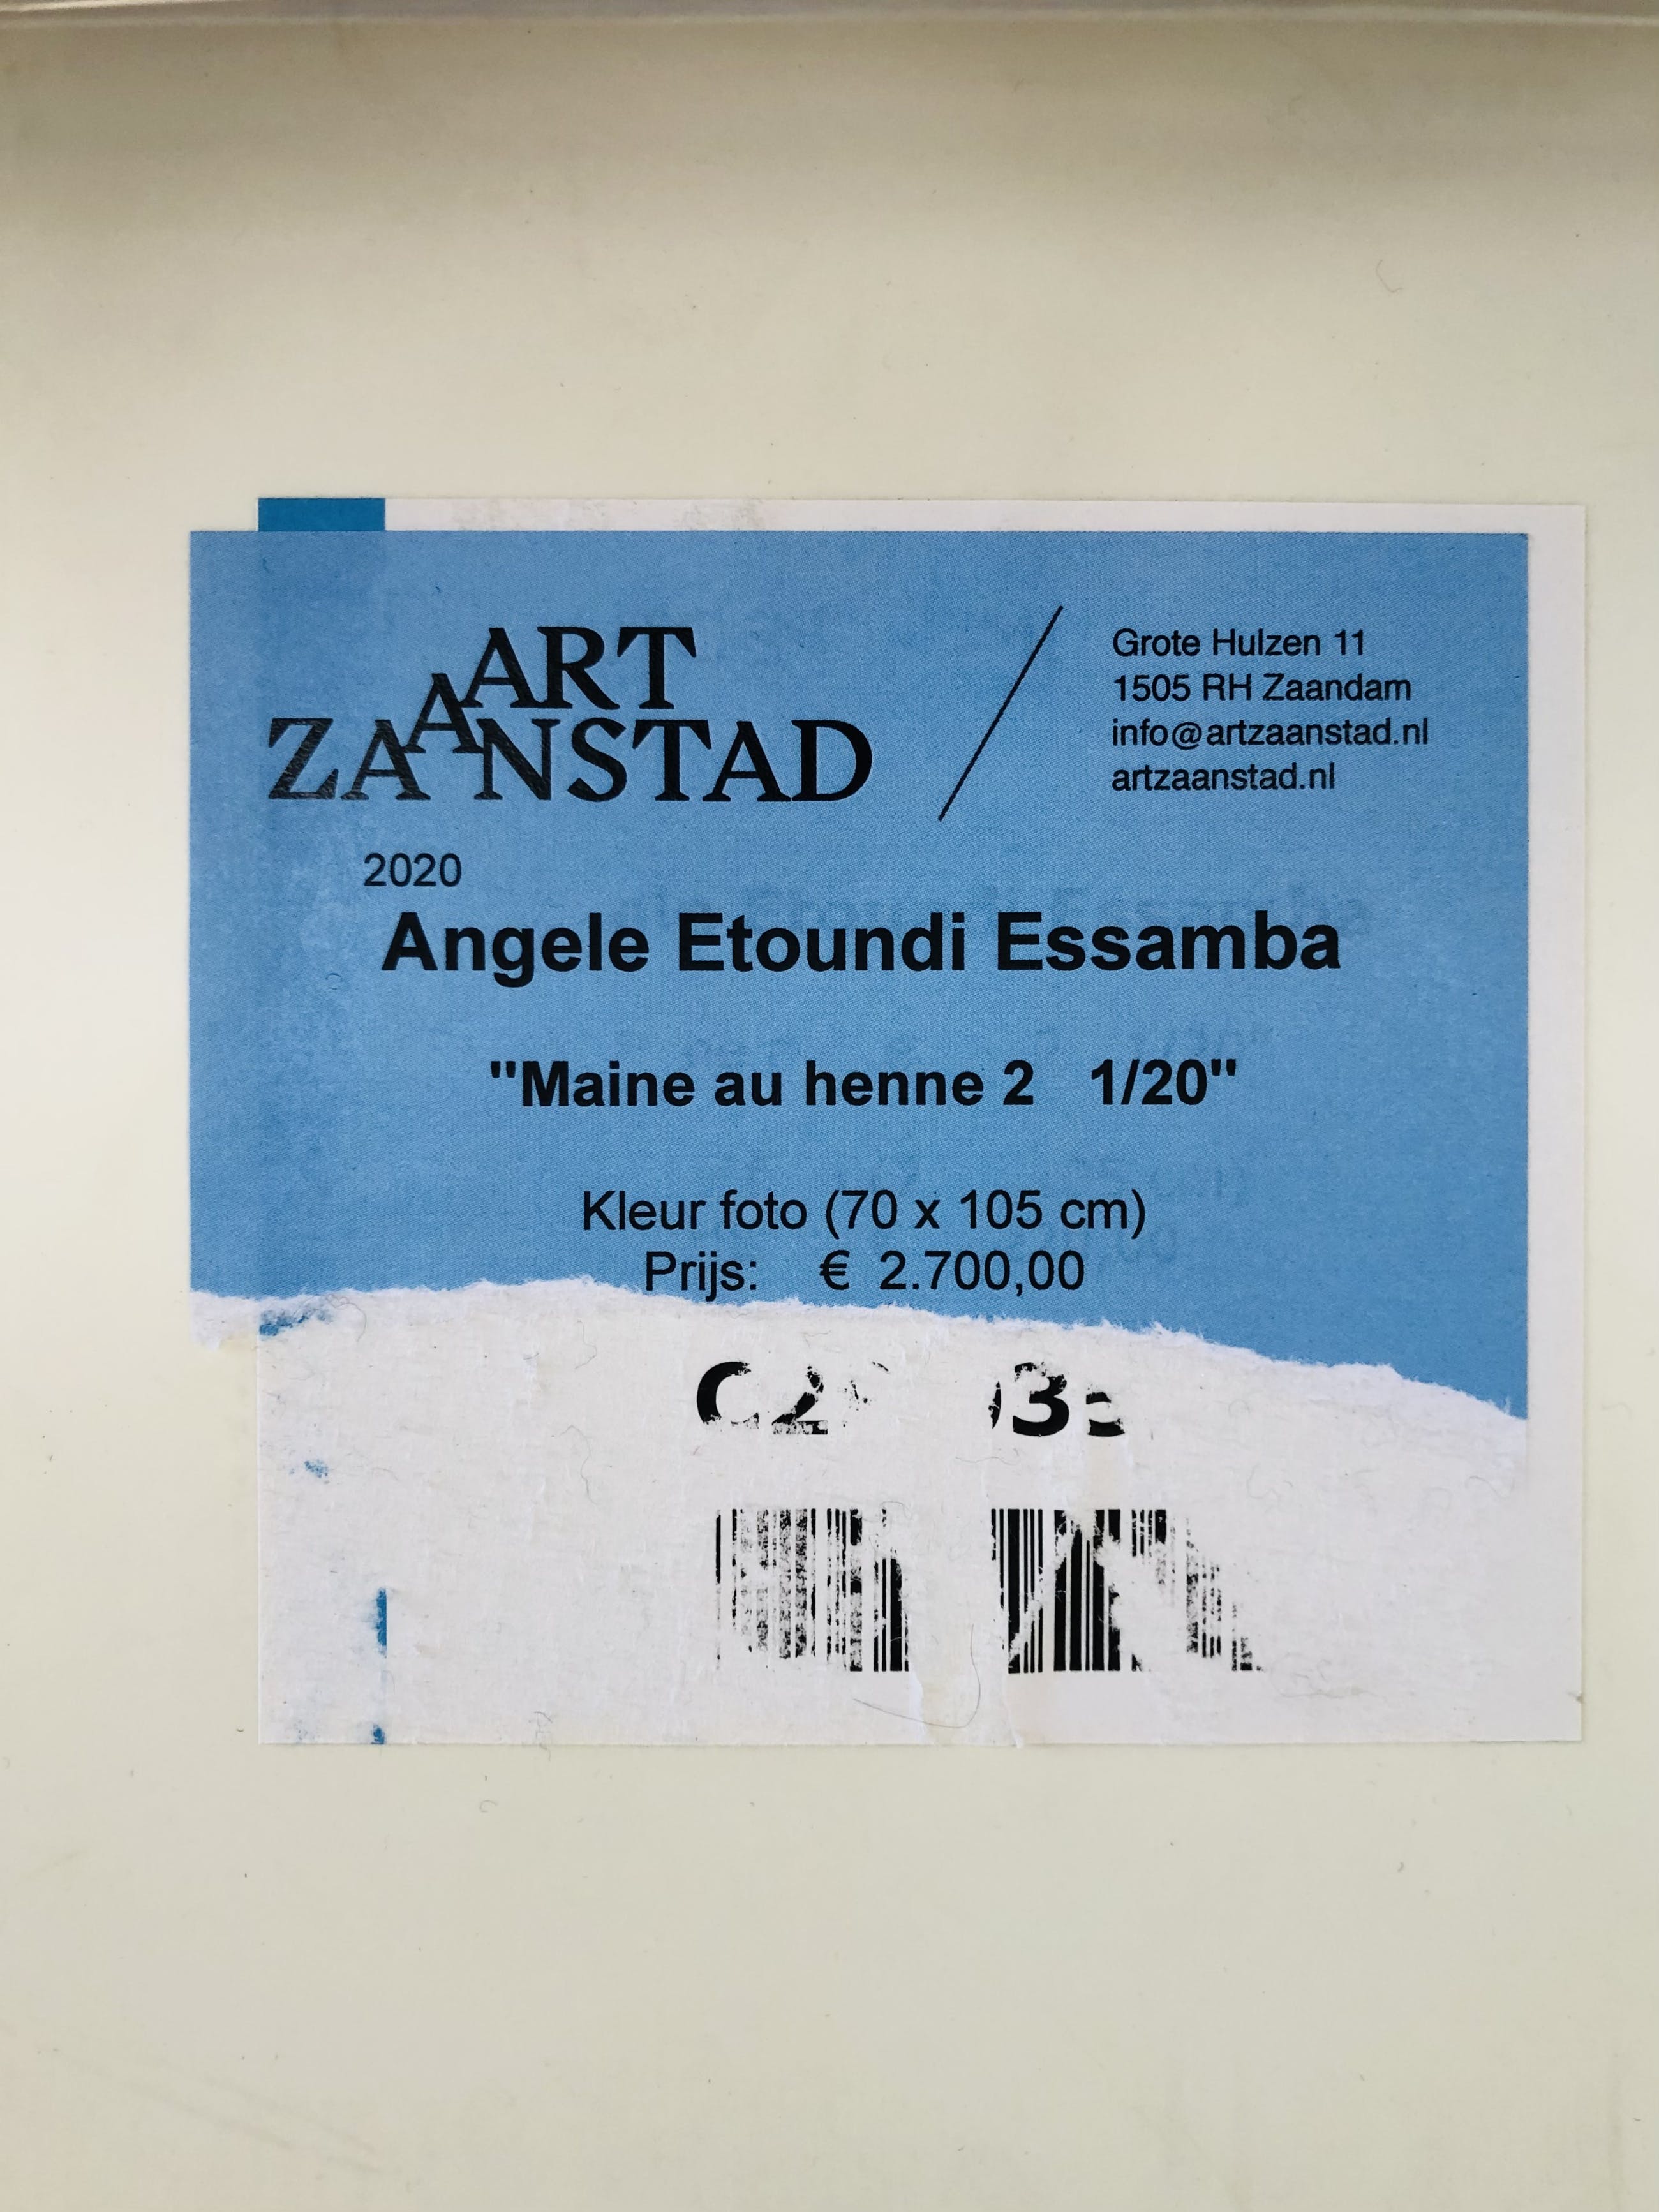 ART
ZAANSTAD
Grote Hulzen 11
1505 RH Zaandam
info@artzaanstad.nl
artzaanstad.nl
2020
Angele Etoundi Essamba
"Maine au henne 2 1/20"
Kleur foto (70 x 105 cm)
Prijs: € 2.700,00